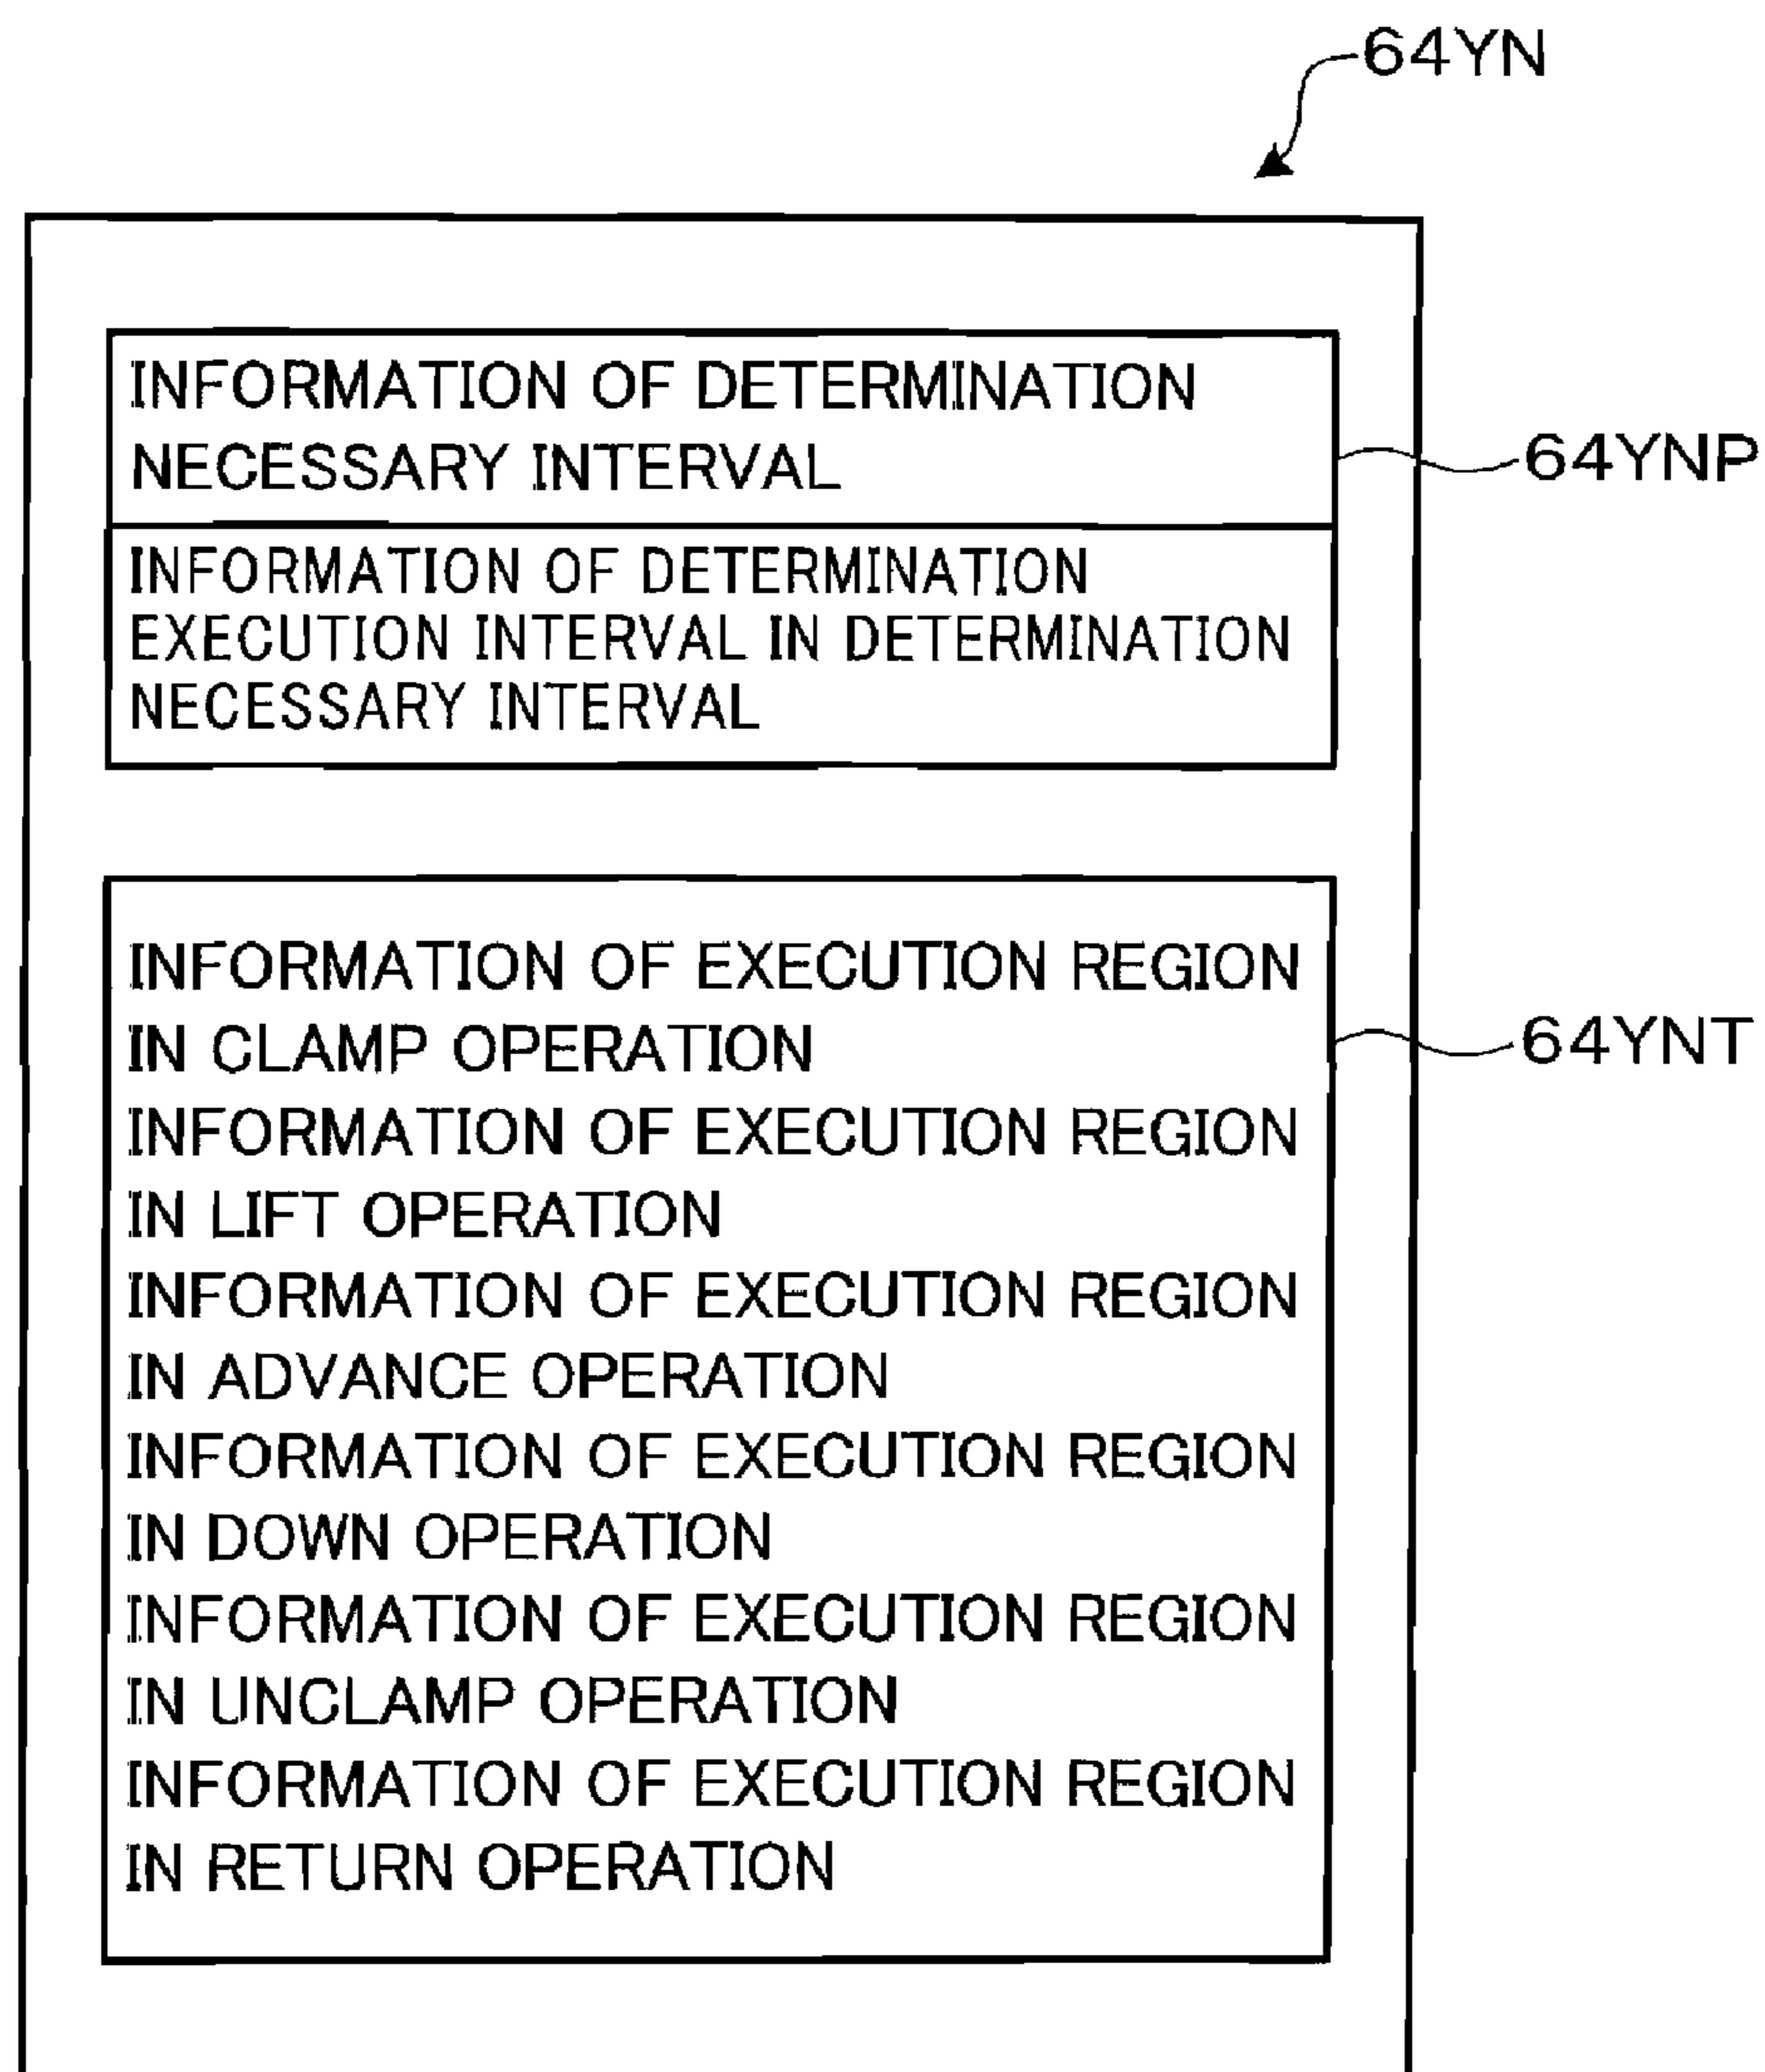 64YN
INFORMATION OF DETERMINATION
NECESSARY INTERVAL
64YNP
INFORMATION OF DETERMINATION
EXECUTION INTERVAL IN DETERMINATION
NECESSARY INTERVAL
INFORMATION OF EXECUTION REGION
IN CLAMP OPERATION
64YNT
INFORMATION OF EXECUTION REGION
IN LIFT OPERATION
INFORMATION OF EXECUTION REGION
IN ADVANCE OPERATION
INFORMATION OF EXECUTION REGION
IN DOWN OPERATION
INFORMATION OF EXECUTION REGION
IN UNCLAMP OPERATION
INFORMATION OF EXECUTION REGION
IN RETURN OPERATION